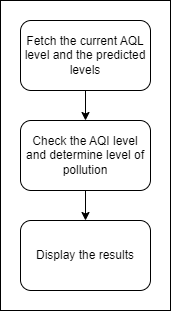 Fetch the current AQL
level and the predicted
levels
Check the AQI level
and determine level of
pollution
Display the results